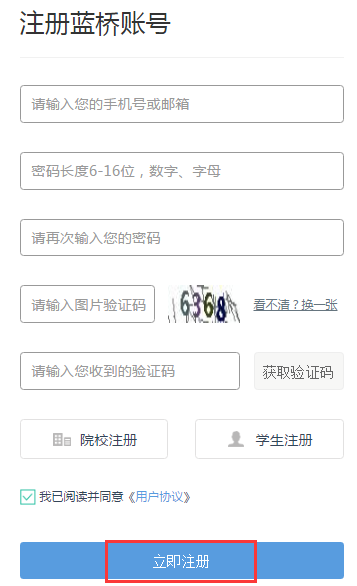 注册蓝桥账号
请输入您的手机号或邮箱
密码长度6-16位，数字、字母
请再次输入您的密码
请输入图片验证码 6368 看不清？换一张
请输入您收到的验证码 获取验证码
院校注册 学生注册
我已阅读并同意《用户协议》
立即注册